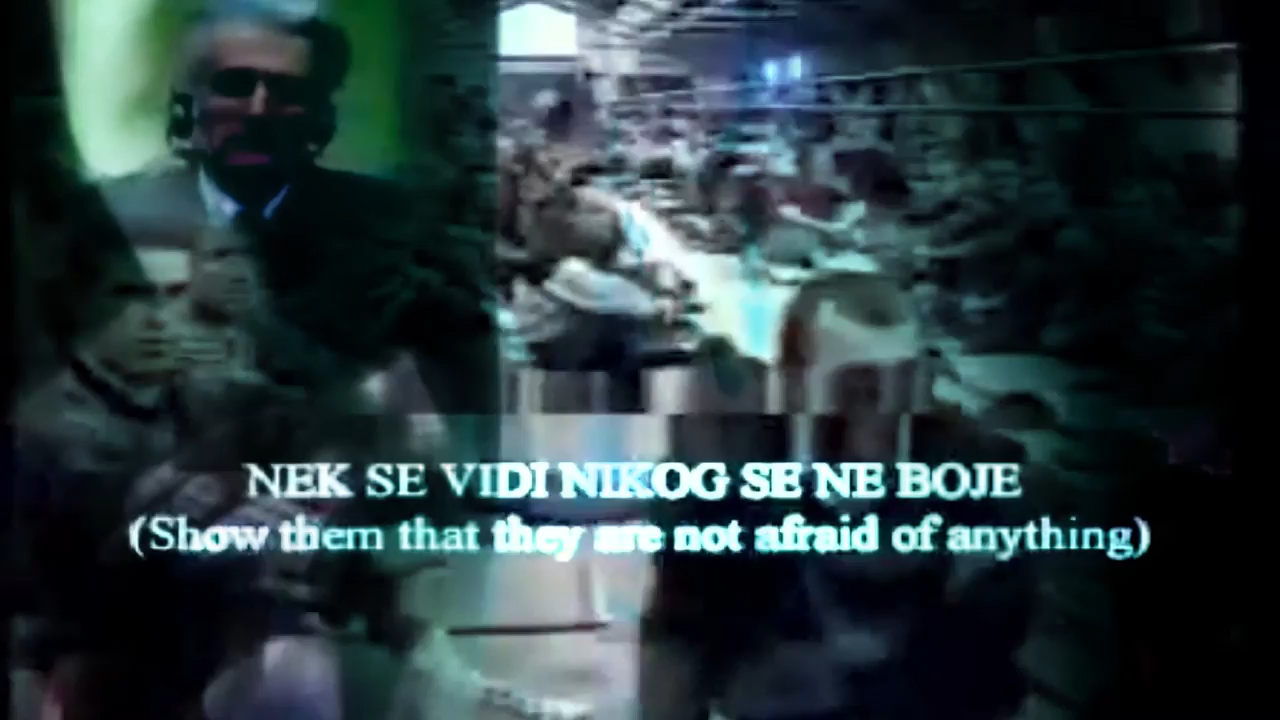 NEK SE VIDI NIKOG SE NE BOJE
(Show them that they are not afraid of anything)